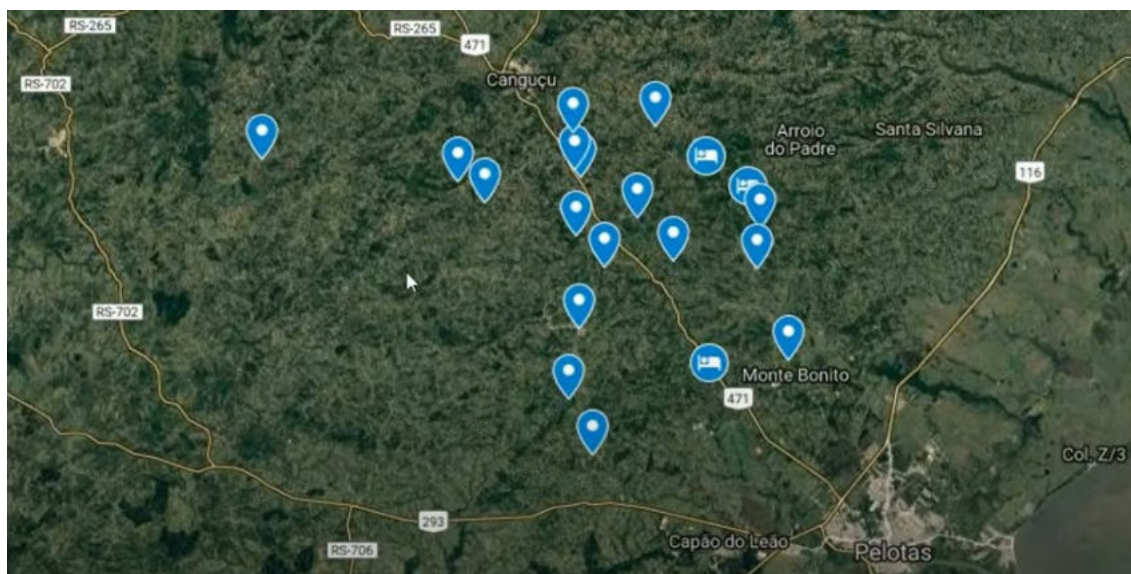 RS-265
RS-265
471
Canguçu
RS-702
Arroio
do Padre
Santa Silvana
116
RS-702
Monte Bonito
471
Col. Z/3
293
Capão do Leão
RS-706
Pelotas